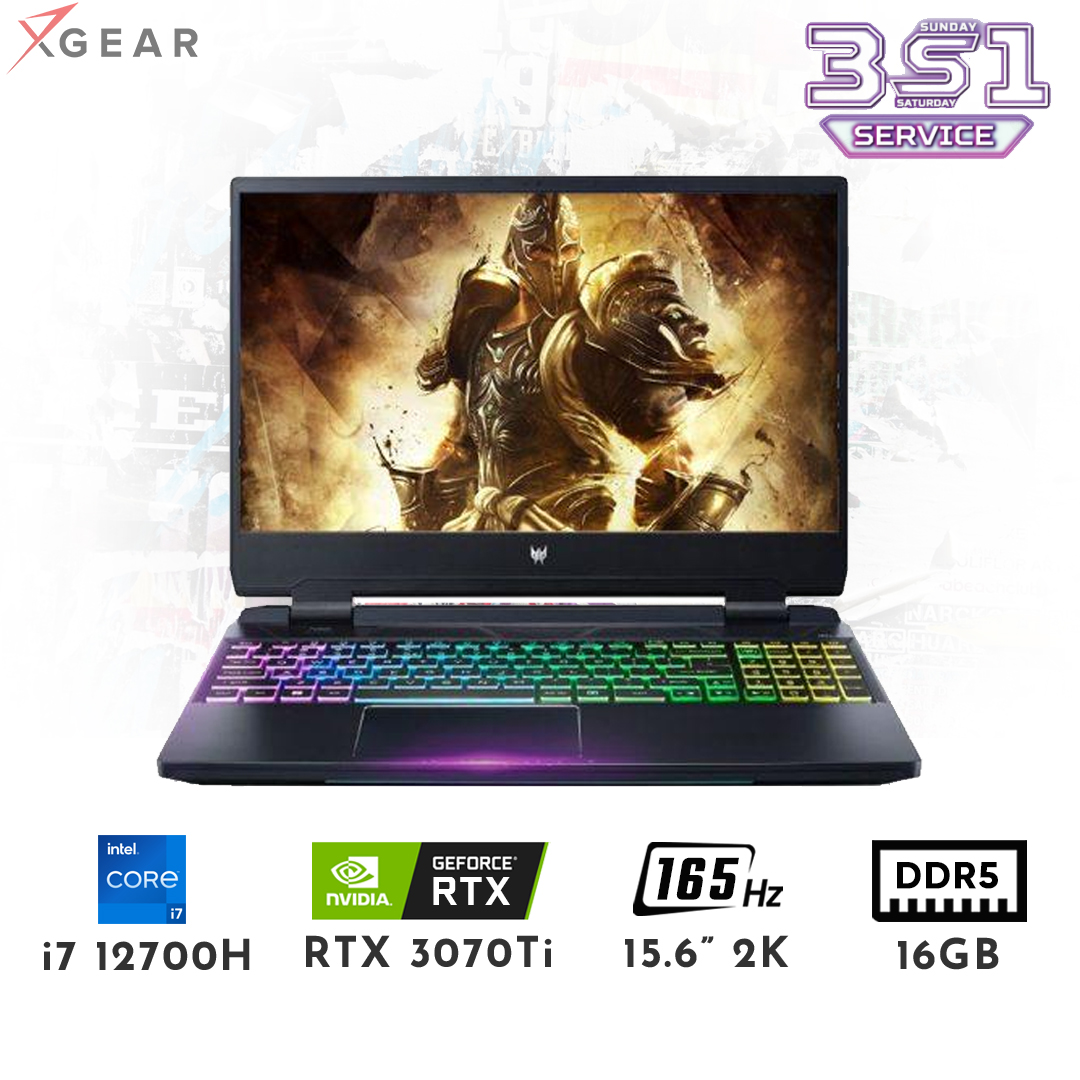 XGEAR
SUNDAY
3S1
SATURDAY
SERVICE
intel.
CORE
i7
i7 12700H
NVIDIA.
GEFORCE
RTX
RTX 3070Ti
165Hz
15.6” 2K
DDR5
16GB